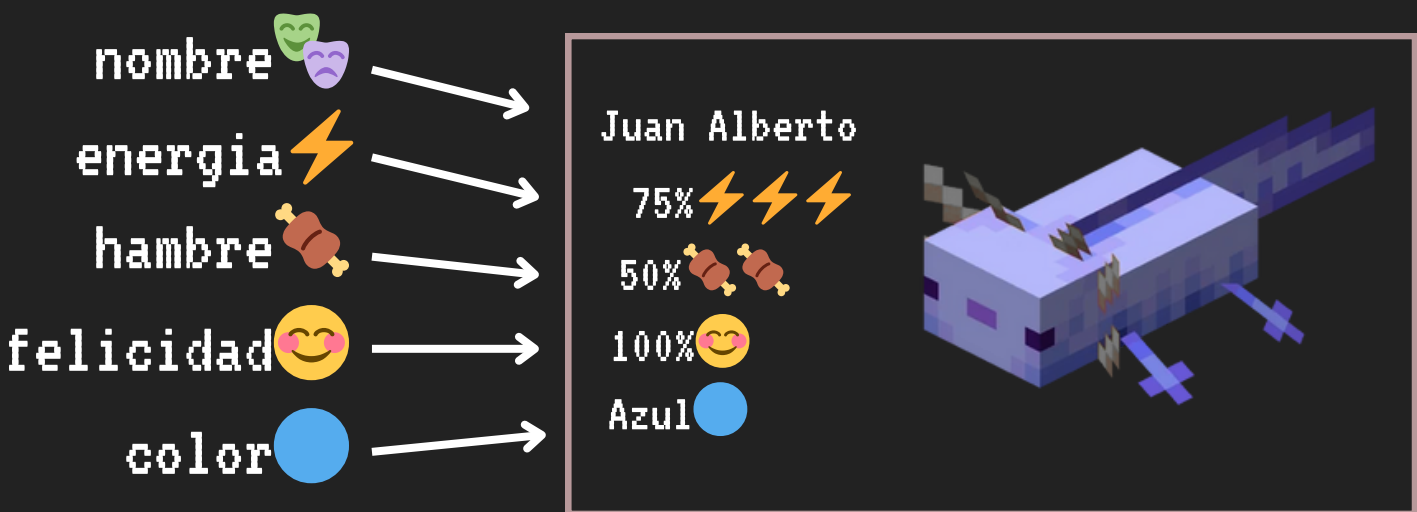 nombre
energia
hambre
felicidad
color
Juan Alberto
75%
50%
100%
Azul